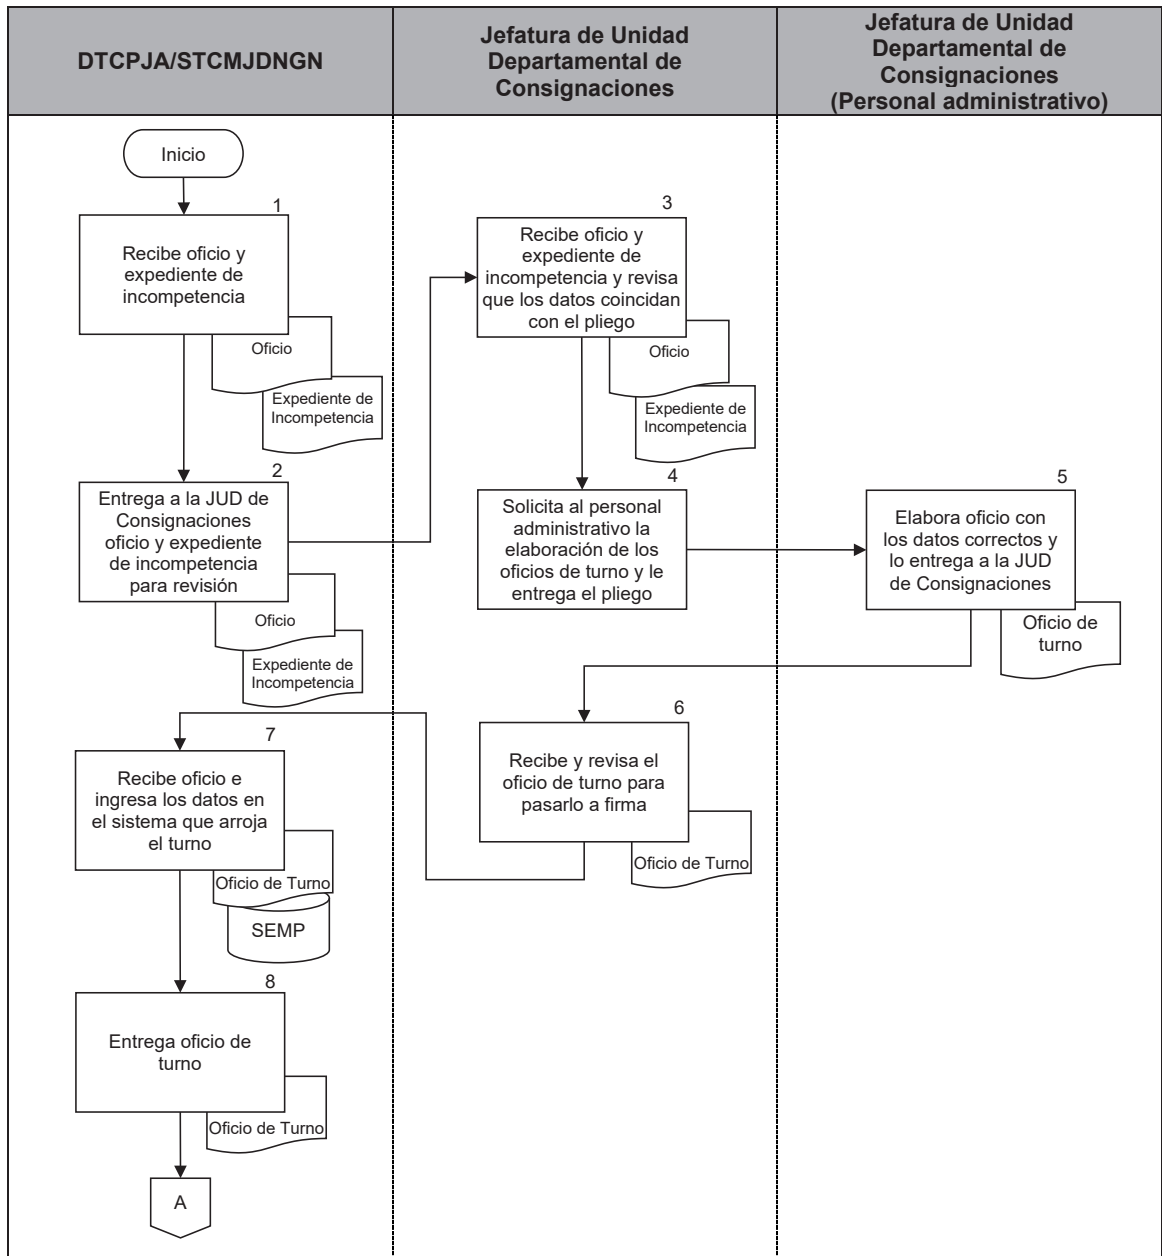 DTCPJA/STCMJDNGN
Jefatura de Unidad
Departamental de
Consignaciones
Jefatura de Unidad
Departamental de
Consignaciones
(Personal administrativo)
Inicio
1
Recibe oficio y
expediente de
incompetencia
Oficio
Expediente de
Incompetencia
2
Entrega a la JUD de
Consignaciones
oficio y expediente
de incompetencia
para revisión
Oficio
Expediente de
Incompetencia
3
Recibe oficio y
expediente de
incompetencia y revisa
que los datos coincidan
con el pliego
Oficio
Expediente de
Incompetencia
4
Solicita al personal
administrativo la
elaboración de los
oficios de turno y le
entrega el pliego
5
Elabora oficio con
los datos correctos y
lo entrega a la JUD
de Consignaciones
Oficio de
turno
6
Recibe y revisa el
oficio de turno para
pasarlo a firma
Oficio de Turno
7
Recibe oficio e
ingresa los datos en
el sistema que arroja
el turno
Oficio de Turno
SEMP
8
Entrega oficio de
turno
Oficio de Turno
A